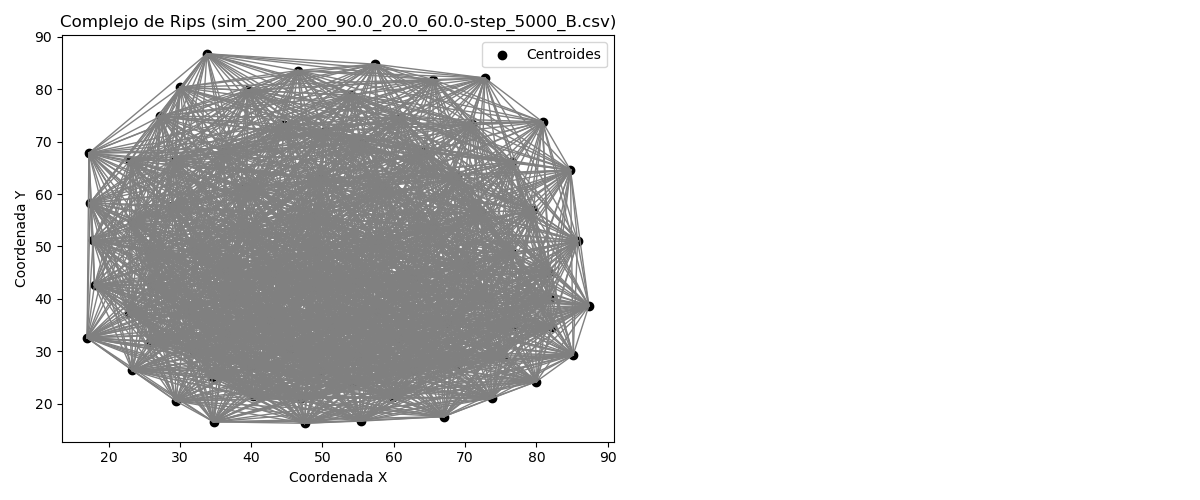 Complejo de Rips (sim_200_200_90.0_20.0_60.0-step_5000_B.csv)
Centroides
90
80
70
60
50
40
30
20
Coordenada Y
20 30 40 50 60 70 80 90
Coordenada X